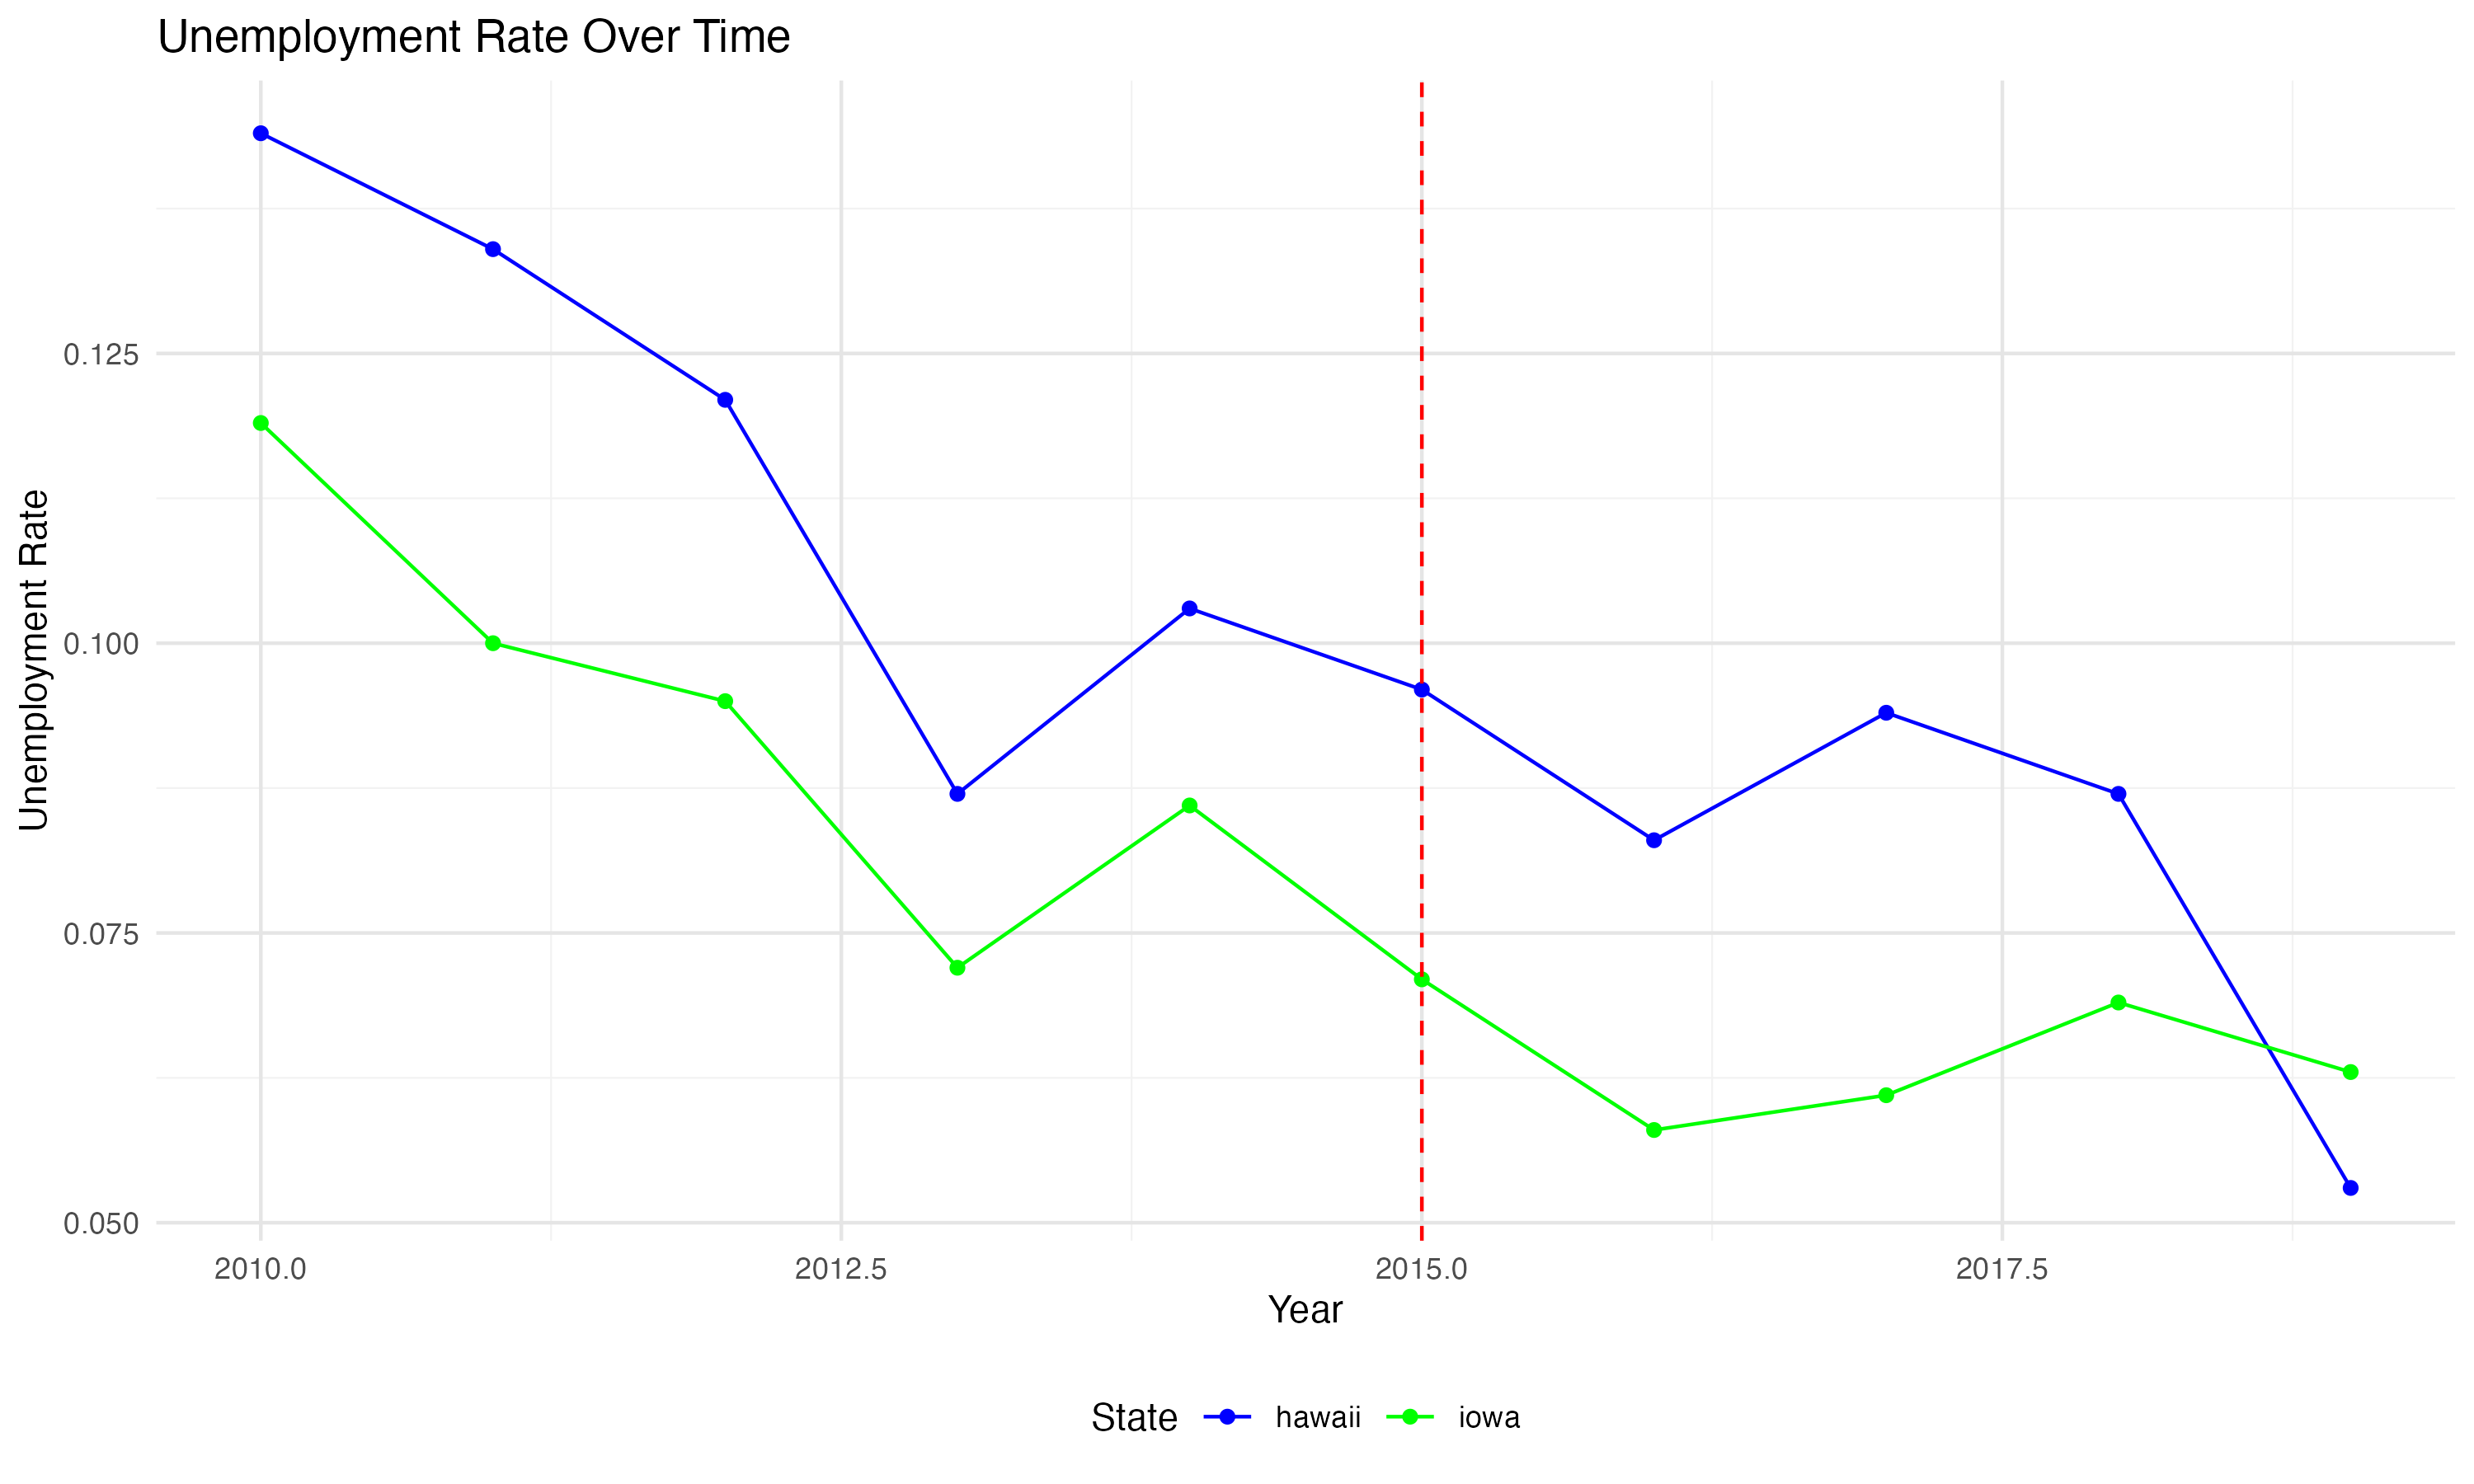 Unemployment Rate Over Time
Unemployment Rate
0.125
0.100
0.075
0.050
2010.0 2012.5 2015.0 2017.5
Year
State hawaii iowa